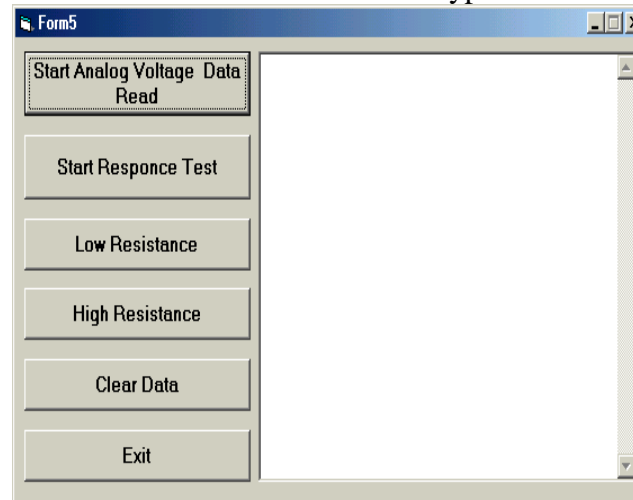 Form5
Start Analog Voltage Data
Read
Start Responce Test
Low Resistance
High Resistance
Clear Data
Exit